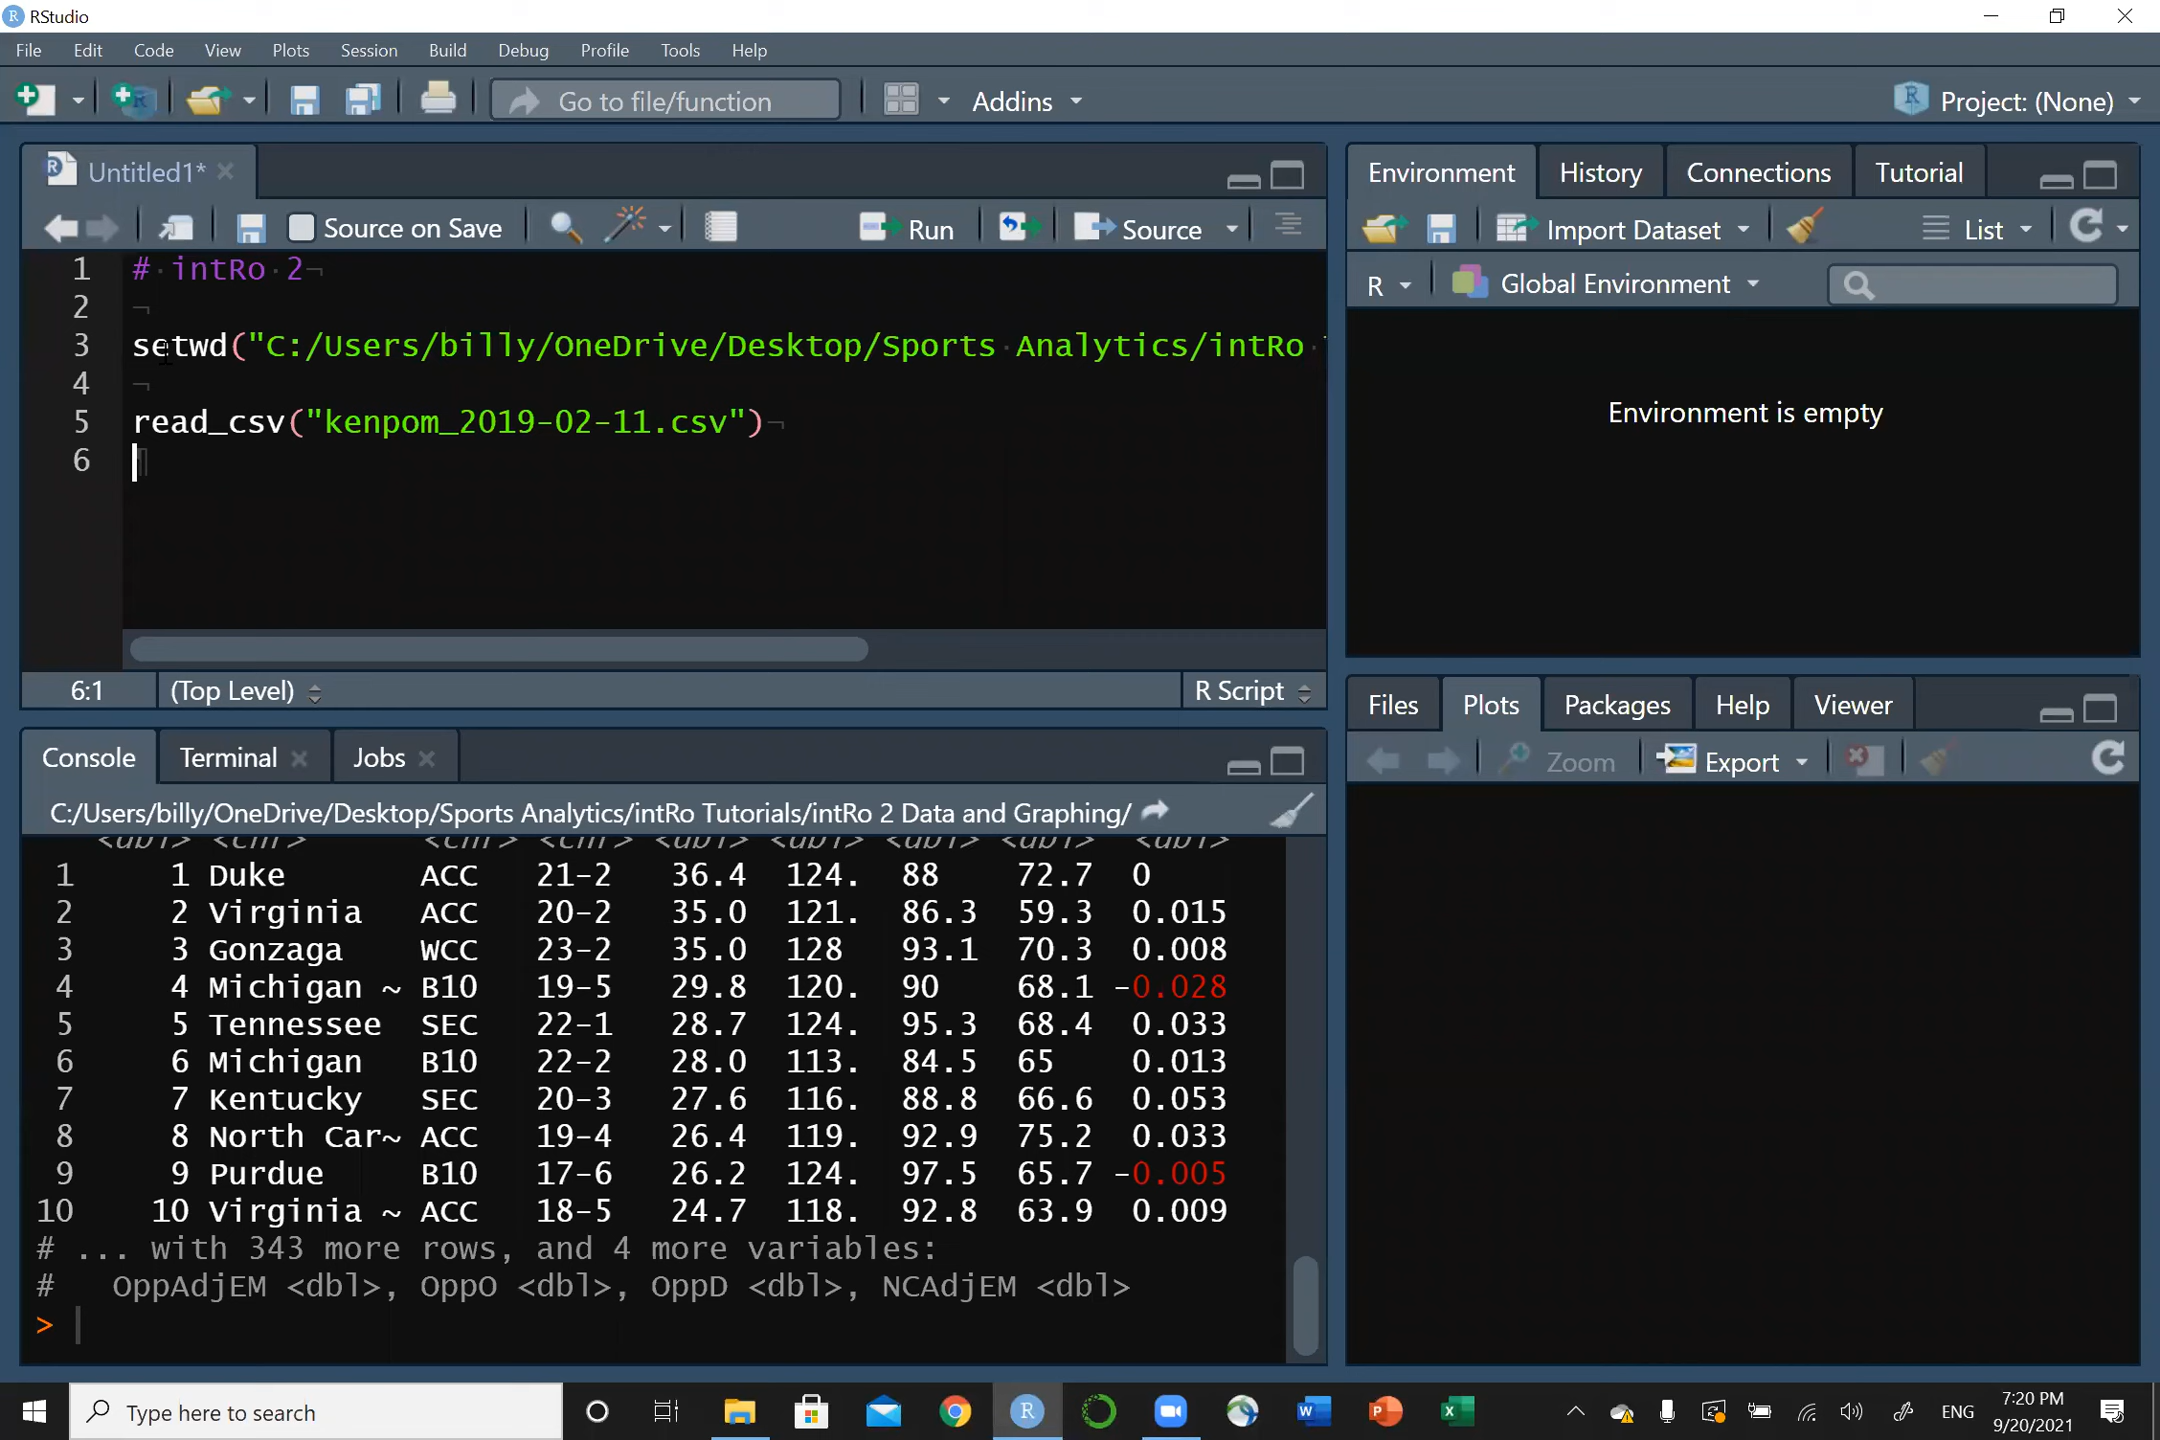 RStudio
File Edit Code View Plots Session Build Debug Profile Tools Help
Go to file/function Addins Project: (None)
Untitled1*
Source on Save Run Source
1 # intRo 2
2
3 setwd("C:/Users/billy/OneDrive/Desktop/Sports Analytics/intRo
4
5 read_csv("kenpom_2019-02-11.csv")
6
6:1 (Top Level) R Script
Console Terminal Jobs
C:/Users/billy/OneDrive/Desktop/Sports Analytics/intRo Tutorials/intRo 2 Data and Graphing/
<dbl> <chr> <chr> <chr> <dbl> <dbl> <dbl> <dbl> <dbl>
1 1 Duke ACC 21-2 36.4 124. 88 72.7 0
2 2 Virginia ACC 20-2 35.0 121. 86.3 59.3 0.015
3 3 Gonzaga WCC 23-2 35.0 128 93.1 70.3 0.008
4 4 Michigan ~ B10 19-5 29.8 120. 90 68.1 -0.028
5 5 Tennessee SEC 22-1 28.7 124. 95.3 68.4 0.033
6 6 Michigan B10 22-2 28.0 113. 84.5 65 0.013
7 7 Kentucky SEC 20-3 27.6 116. 88.8 66.6 0.053
8 8 North Car~ ACC 19-4 26.4 119. 92.9 75.2 0.033
9 9 Purdue B10 17-6 26.2 124. 97.5 65.7 -0.005
10 10 Virginia ~ ACC 18-5 24.7 118. 92.8 63.9 0.009
# ... with 343 more rows, and 4 more variables:
# OppAdjEM <dbl>, OppO <dbl>, OppD <dbl>, NCAdjEM <dbl>
>
Environment History Connections Tutorial
Import Dataset List
R Global Environment
Environment is empty
Files Plots Packages Help Viewer
Zoom Export
Type here to search
ENG
7:20 PM
9/20/2021